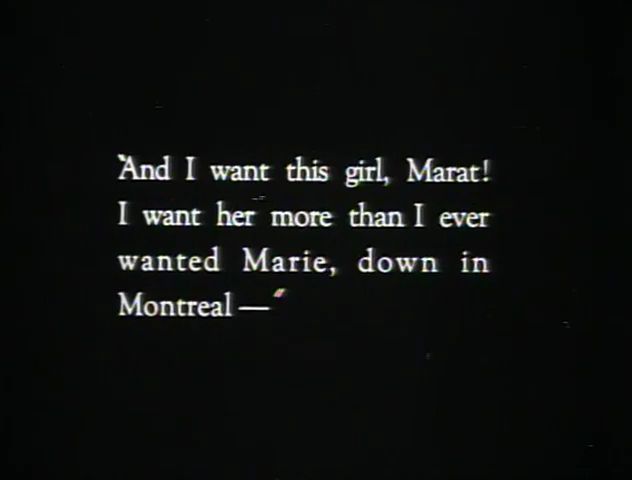 "And I want this girl, Marat!
I want her more than I ever
wanted Marie, down in
Montreal—"